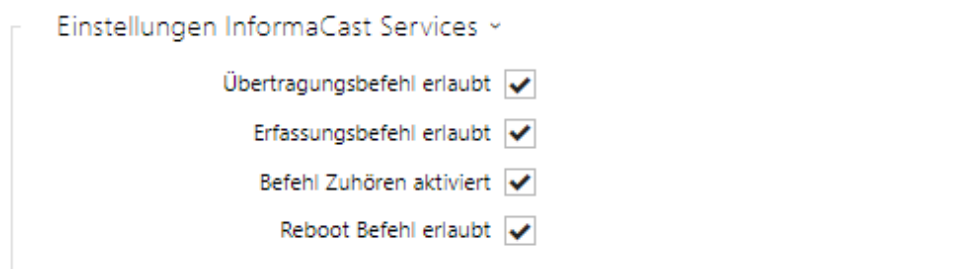 Einstellungen InformaCast Services
Übertragungsbefehl erlaubt
Erfassungsbefehl erlaubt
Befehl Zuhören aktiviert
Reboot Befehl erlaubt